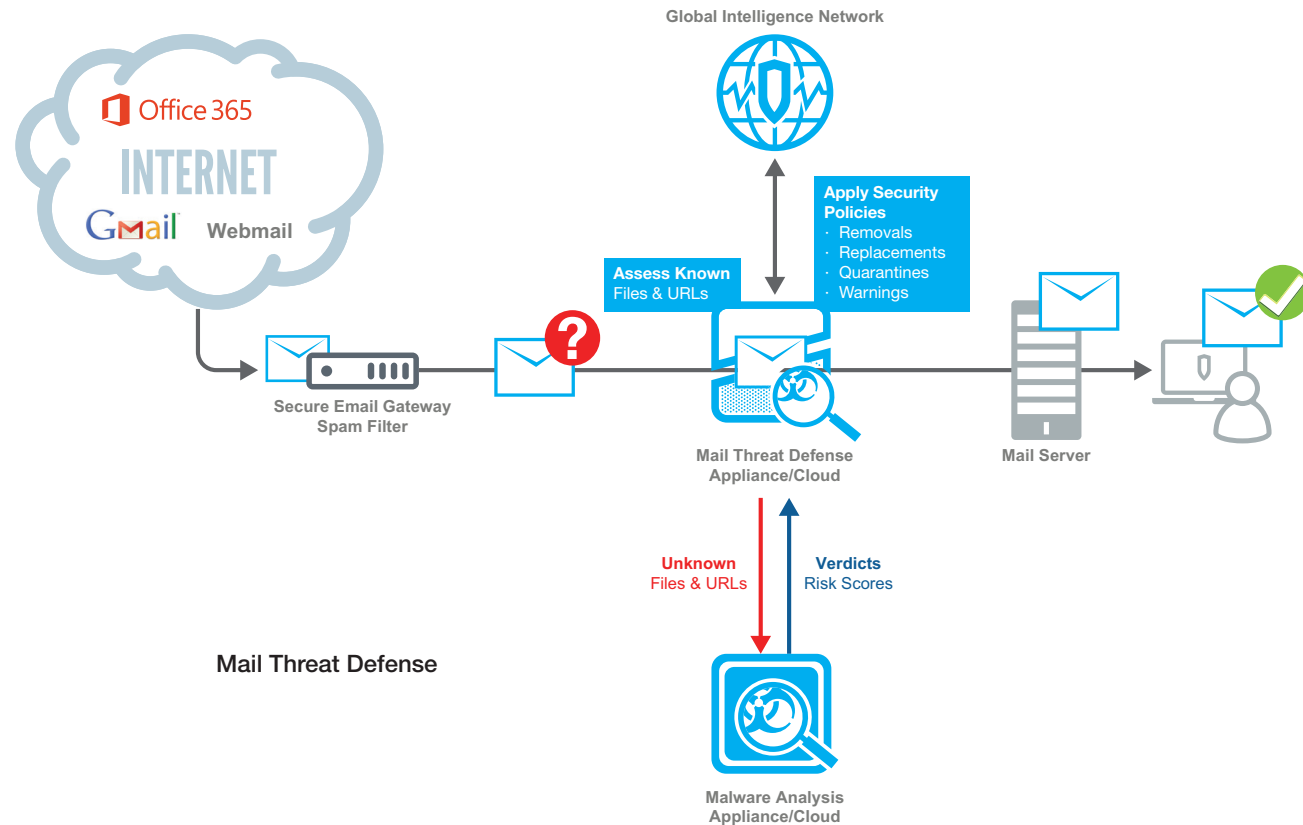 Global Intelligence Network
Office 365
INTERNET
Gmail
Webmail
Assess Known
Files & URLs
Apply Security
Policies
· Removals
· Replacements
· Quarantines
· Warnings
?
Secure Email Gateway
Spam Filter
Mail Threat Defense
Appliance/Cloud
Mail Server
Unknown
Files & URLs
Verdicts
Risk Scores
Mail Threat Defense
Malware Analysis
Appliance/Cloud